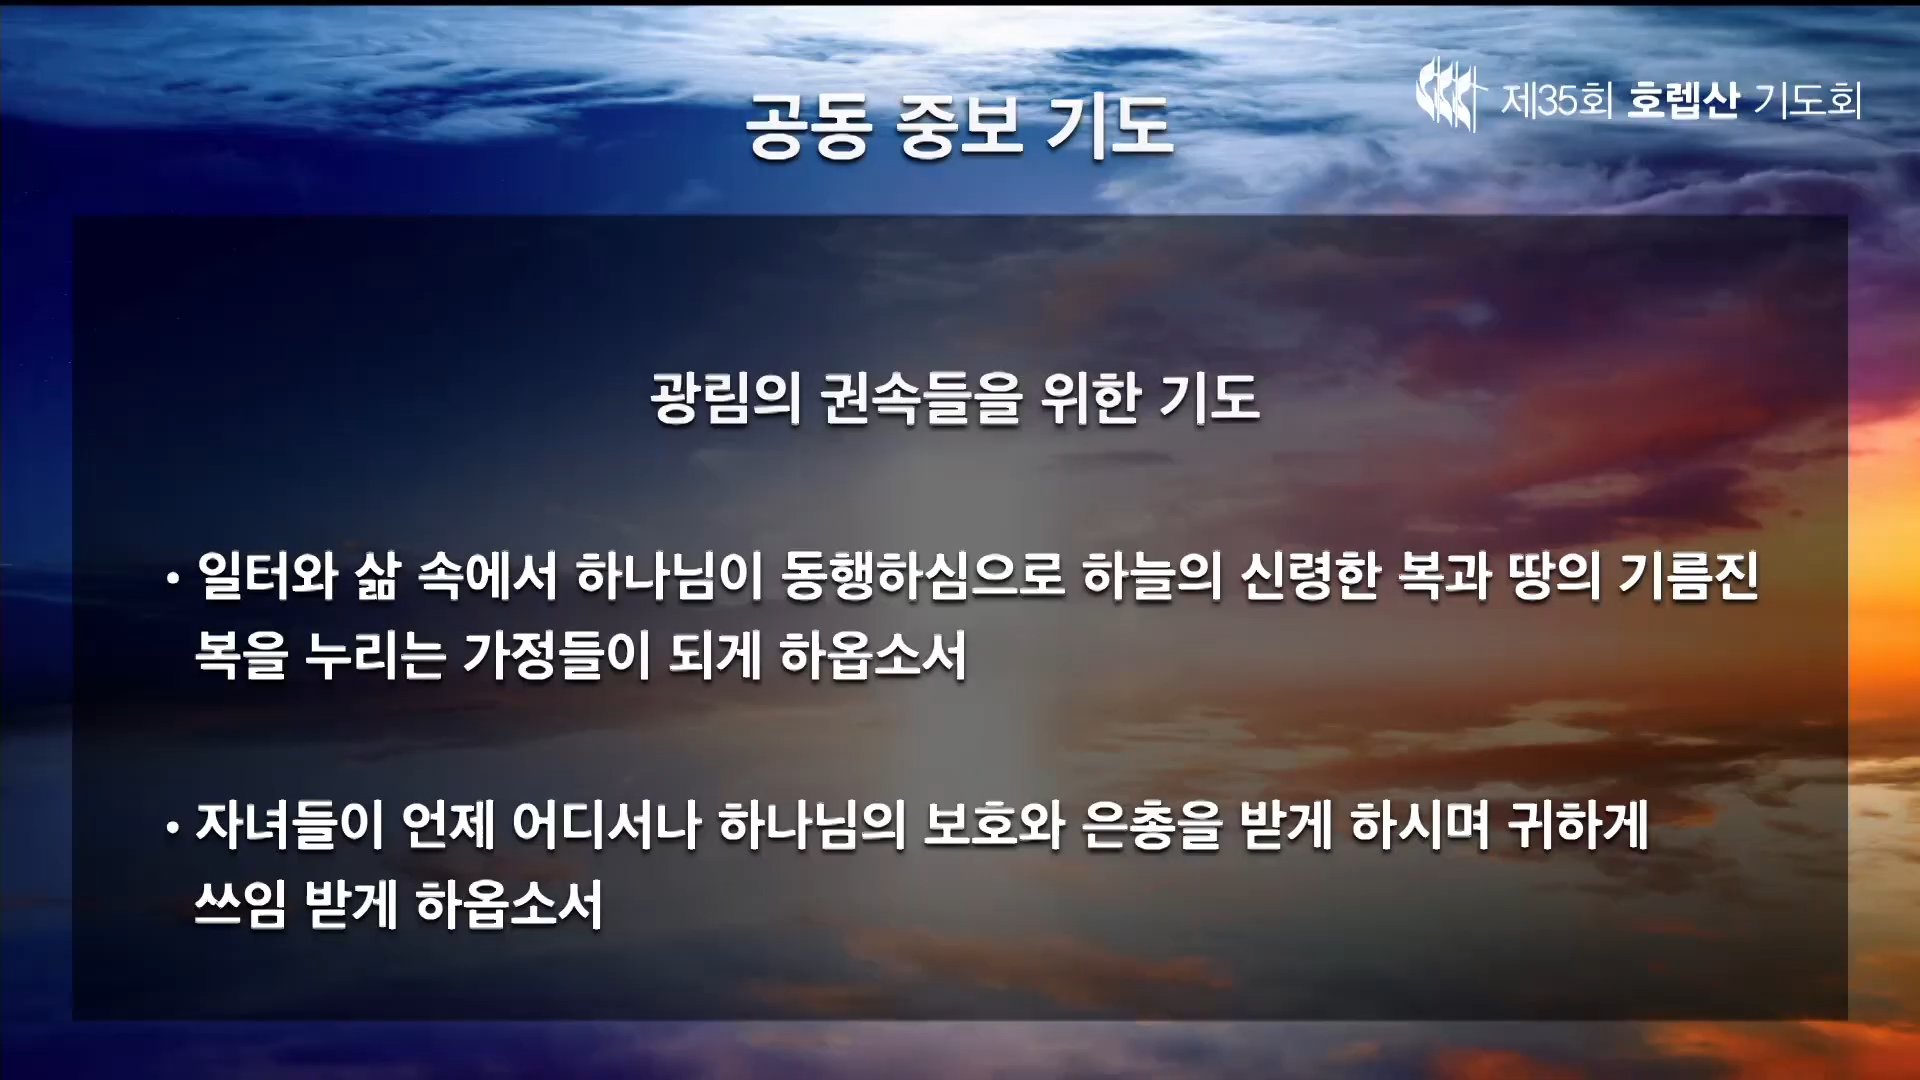 제35회 호렙산 기도회
공동 중보 기도
광림의 권속들을 위한 기도
• 일터와 삶 속에서 하나님이 동행하심으로 하늘의 신령한 복과 땅의 기름진
복을 누리는 가정들이 되게 하옵소서
• 자녀들이 언제 어디서나 하나님의 보호와 은총을 받게 하시며 귀하게
쓰임 받게 하옵소서